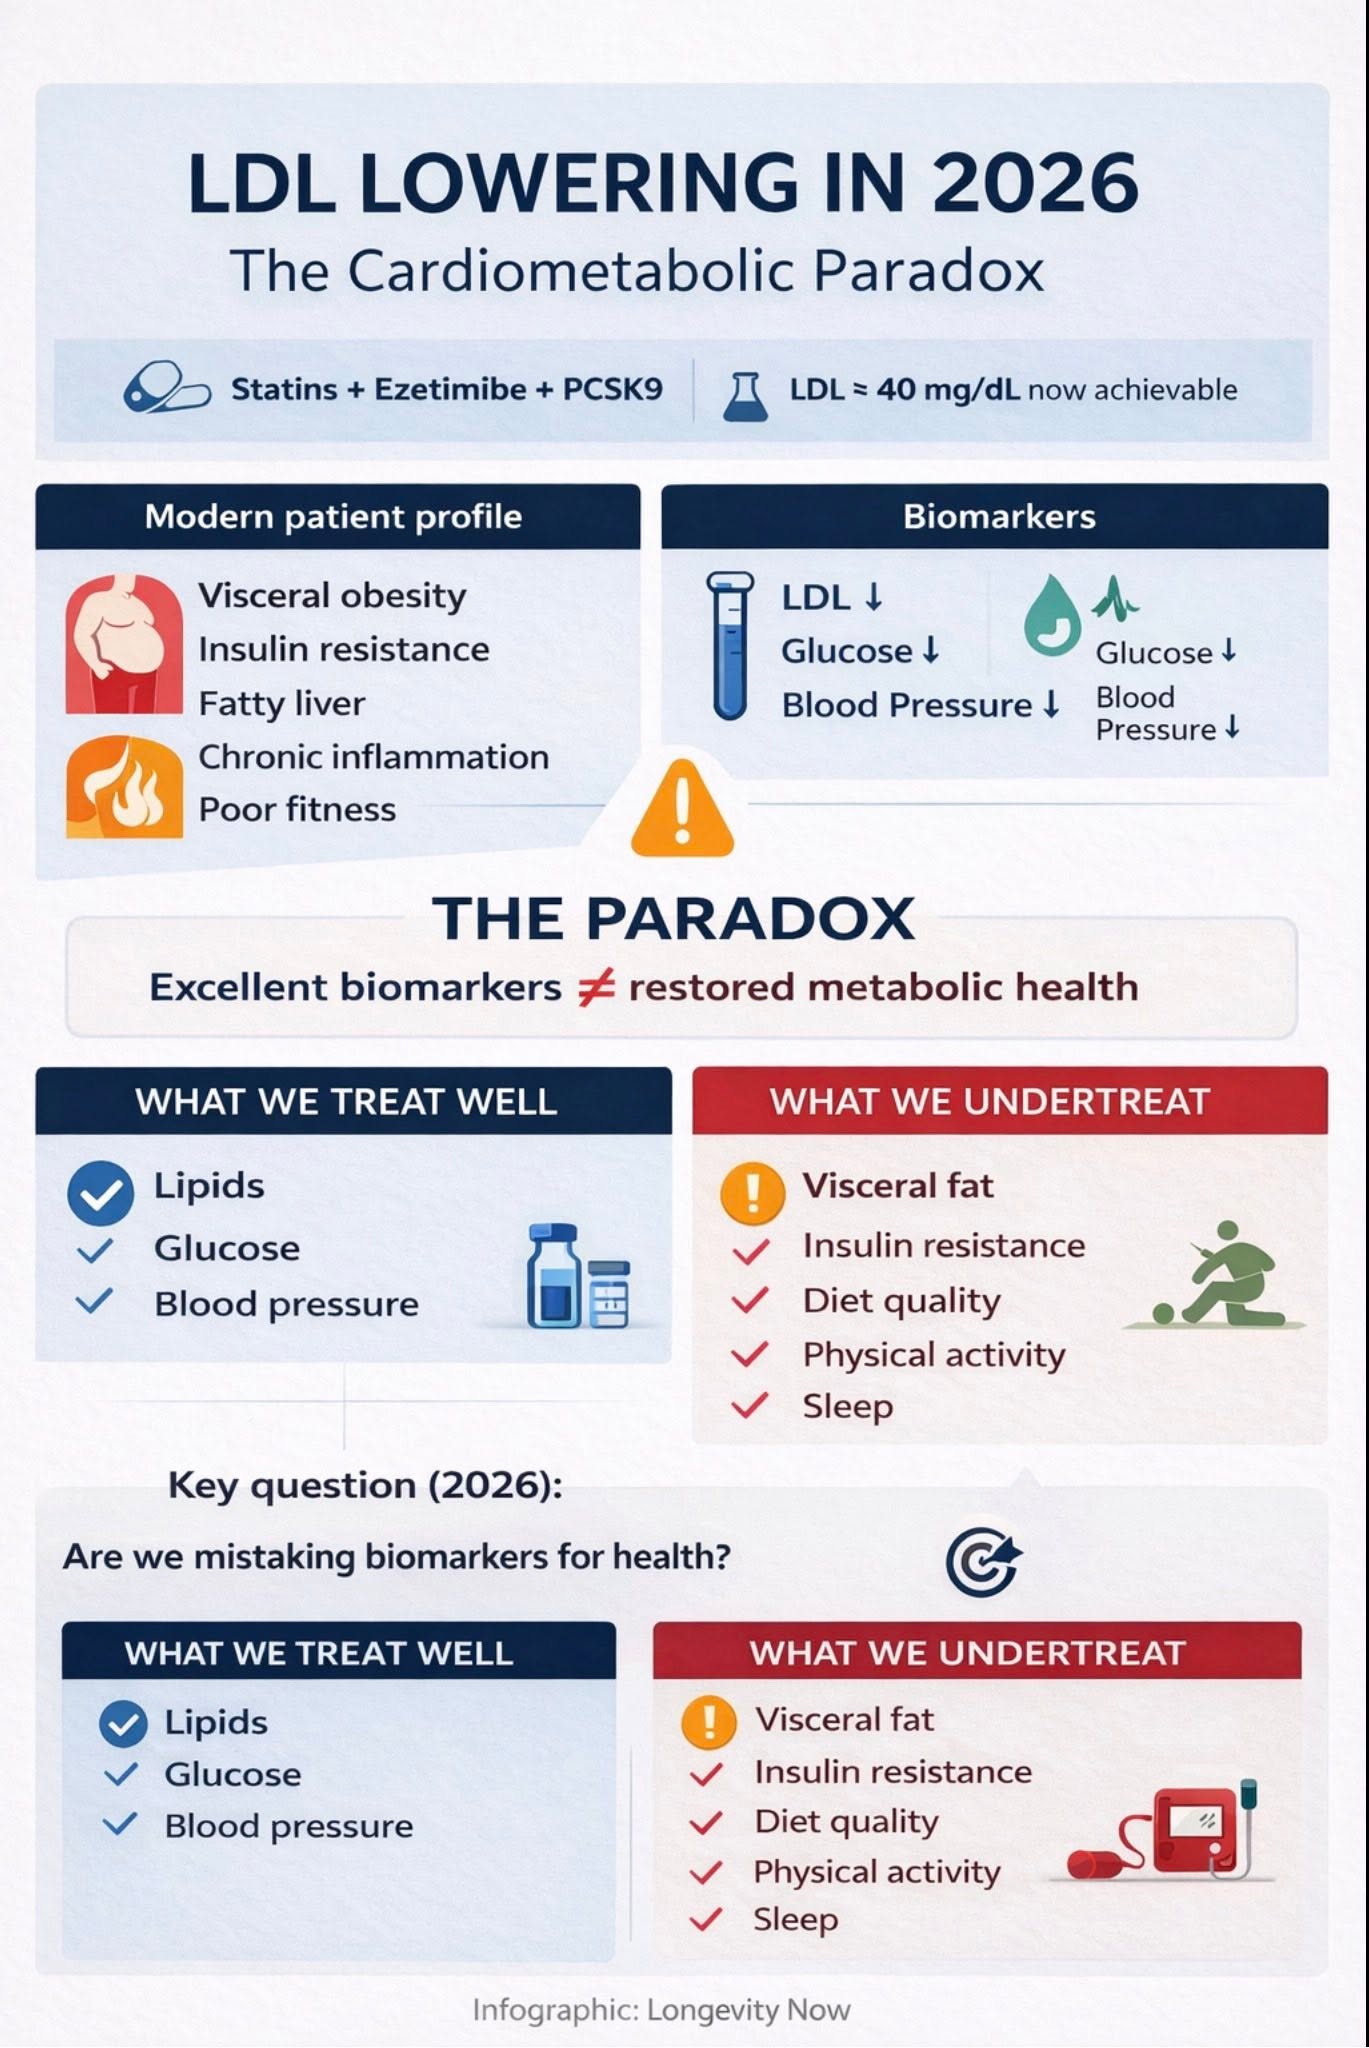 LDL LOWERING IN 2026
The Cardiometabolic Paradox
Statins + Ezetimibe + PCSK9
LDL ≈ 40 mg/dL now achievable
Modern patient profile
Visceral obesity
Insulin resistance
Fatty liver
Chronic inflammation
Poor fitness
Biomarkers
LDL ↓
Glucose ↓
Blood Pressure ↓
Glucose ↓
Blood
Pressure ↓
THE PARADOX
Excellent biomarkers ≠ restored metabolic health
WHAT WE TREAT WELL
Lipids
Glucose
Blood pressure
WHAT WE UNDERTREAT
Visceral fat
Insulin resistance
Diet quality
Physical activity
Sleep
Key question (2026):
Are we mistaking biomarkers for health?
WHAT WE TREAT WELL
Lipids
Glucose
Blood pressure
WHAT WE UNDERTREAT
Visceral fat
Insulin resistance
Diet quality
Physical activity
Sleep
Infographic: Longevity Now